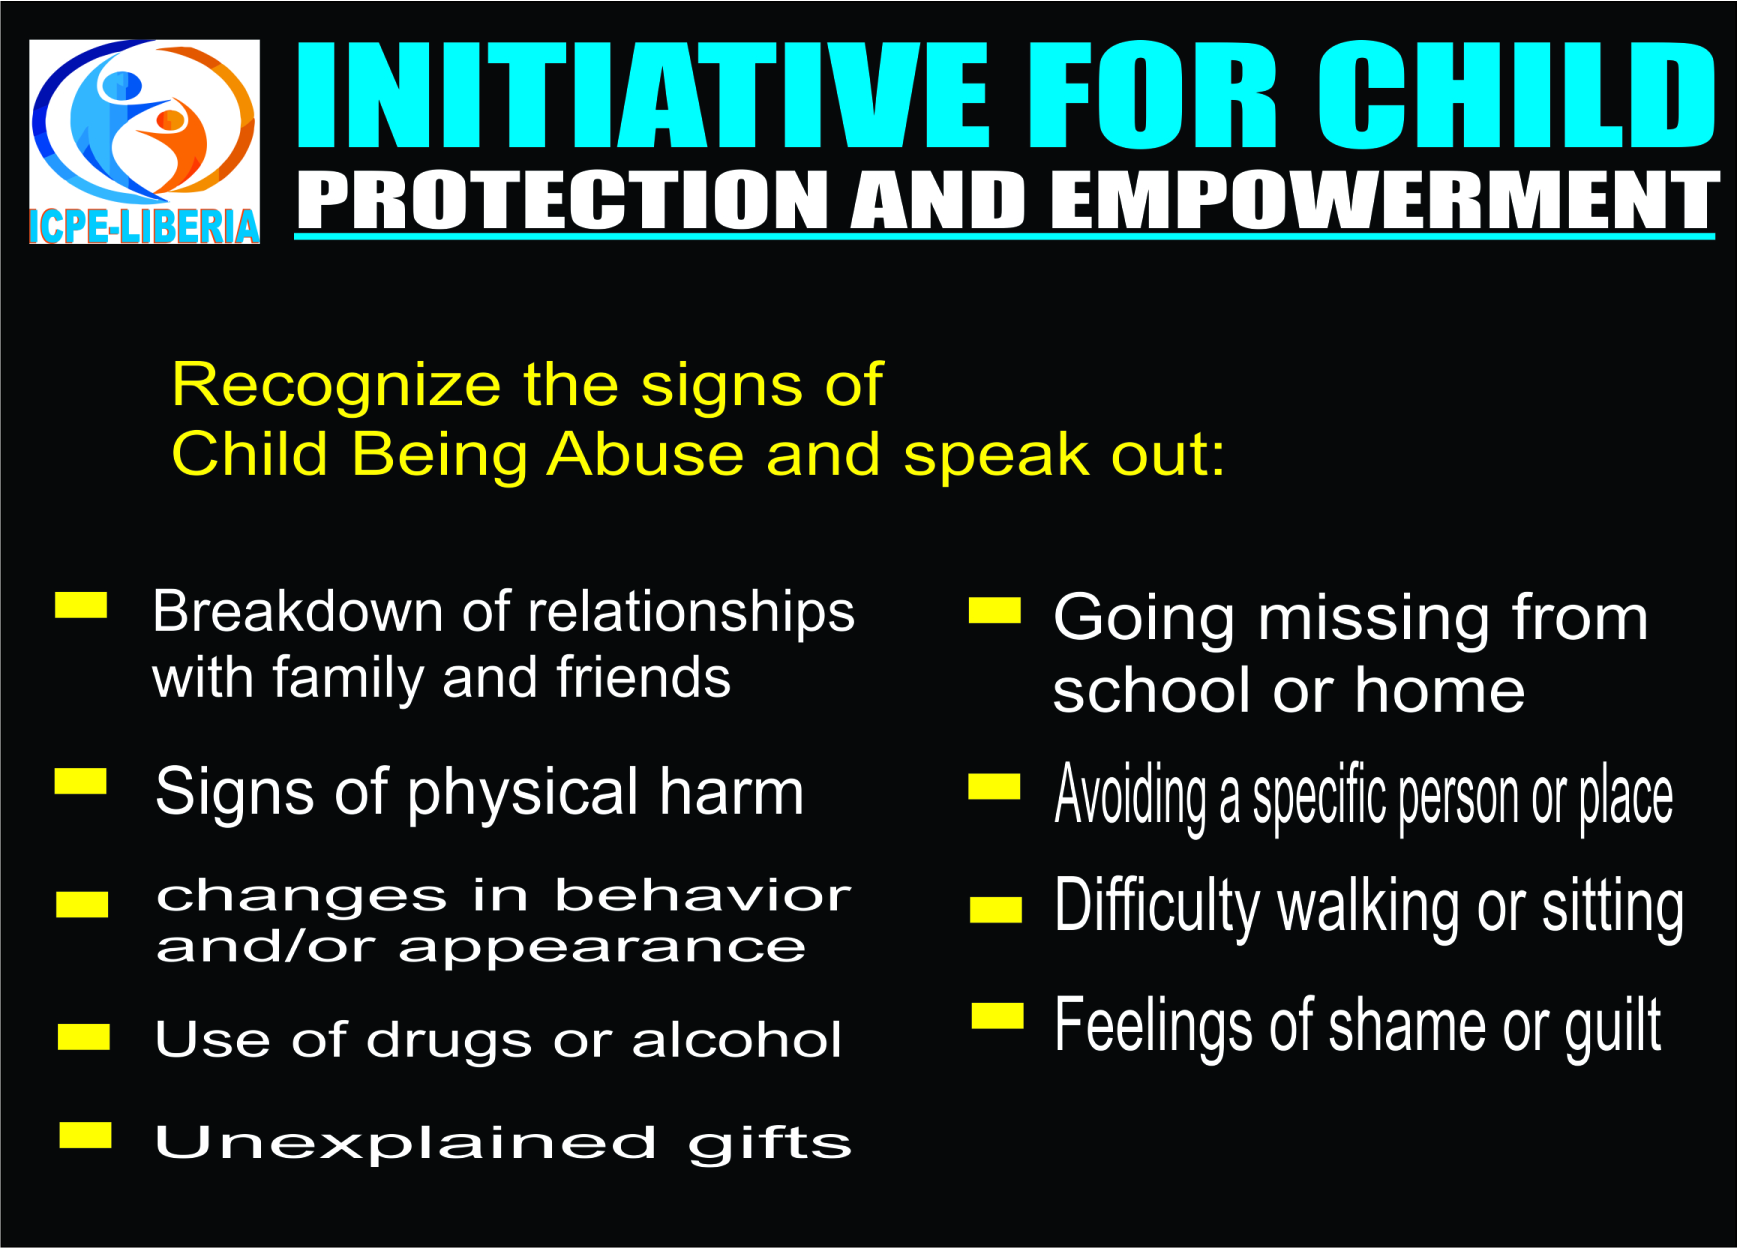 ICPE-LIBERIA
INITIATIVE FOR CHILD
PROTECTION AND EMPOWERMENT
Recognize the signs of
Child Being Abuse and speak out:
Breakdown of relationships
with family and friends
Signs of physical harm
changes in behavior
and/or appearance
Use of drugs or alcohol
Unexplained gifts
Going missing from
school or home
Avoiding a specific person or place
Difficulty walking or sitting
Feelings of shame or guilt